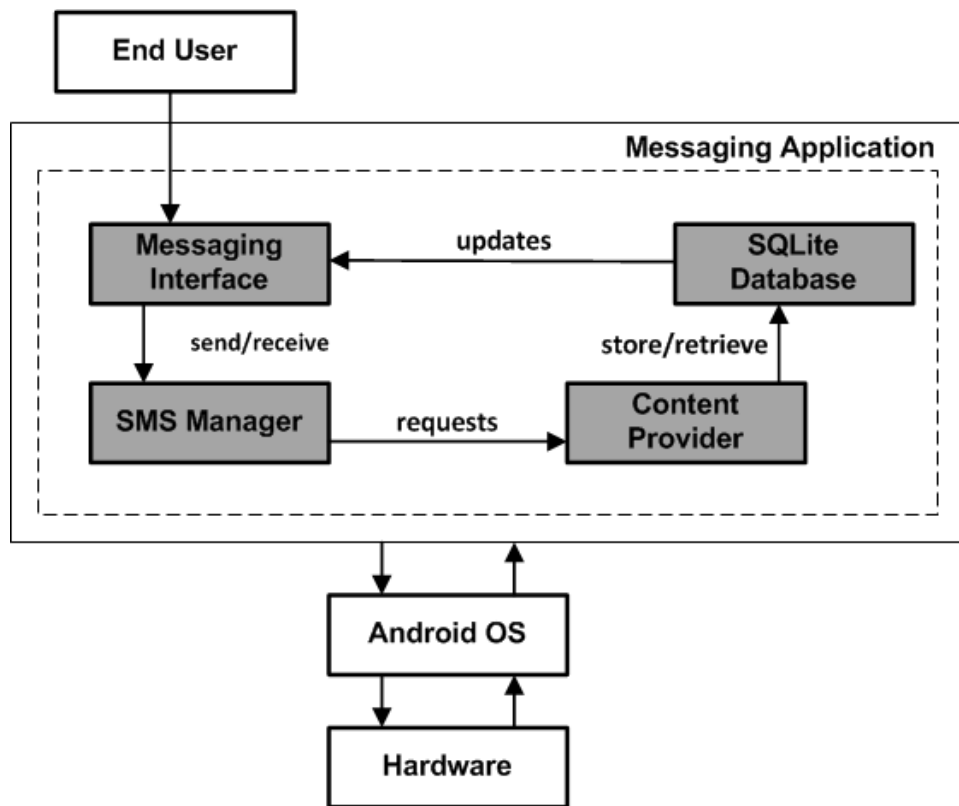 End User
Messaging Application
Messaging
Interface
updates
SQLite
Database
send/receive
store/retrieve
SMS Manager
requests
Content
Provider
Android OS
Hardware